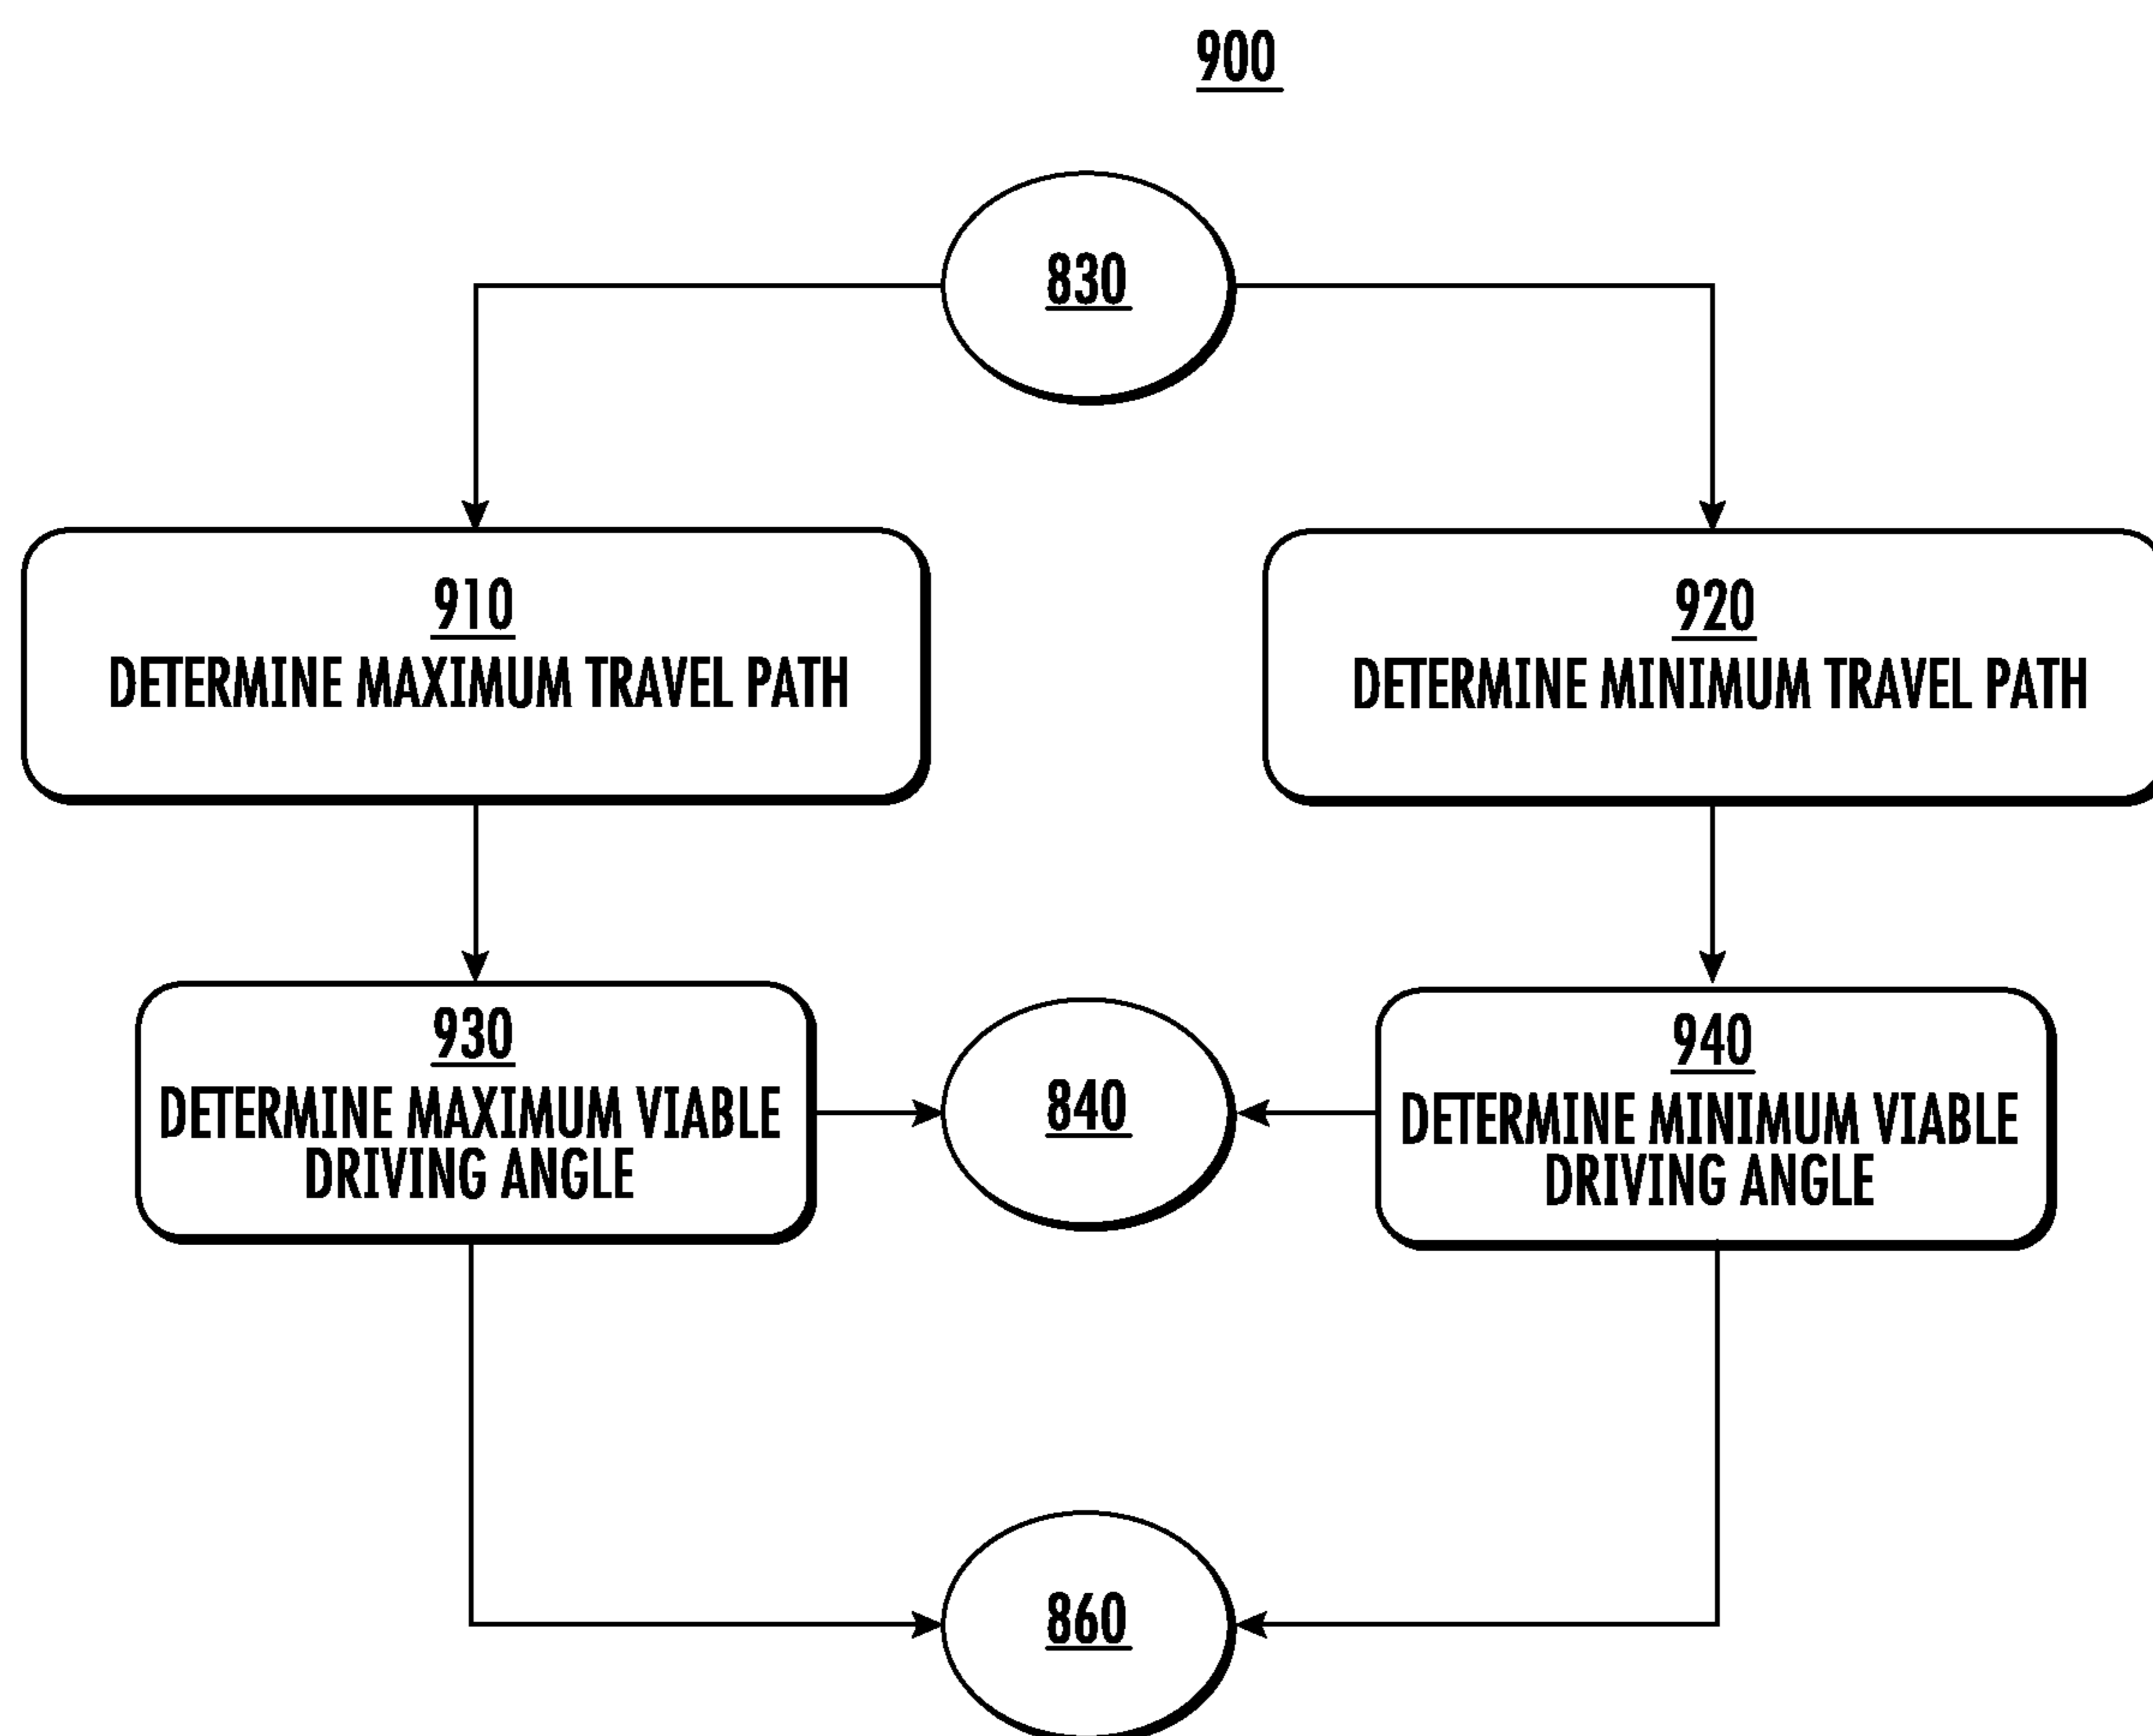 900
830
910
DETERMINE MAXIMUM TRAVEL PATH
920
DETERMINE MINIMUM TRAVEL PATH
930
DETERMINE MAXIMUM VIABLE
DRIVING ANGLE
840
940
DETERMINE MINIMUM VIABLE
DRIVING ANGLE
860